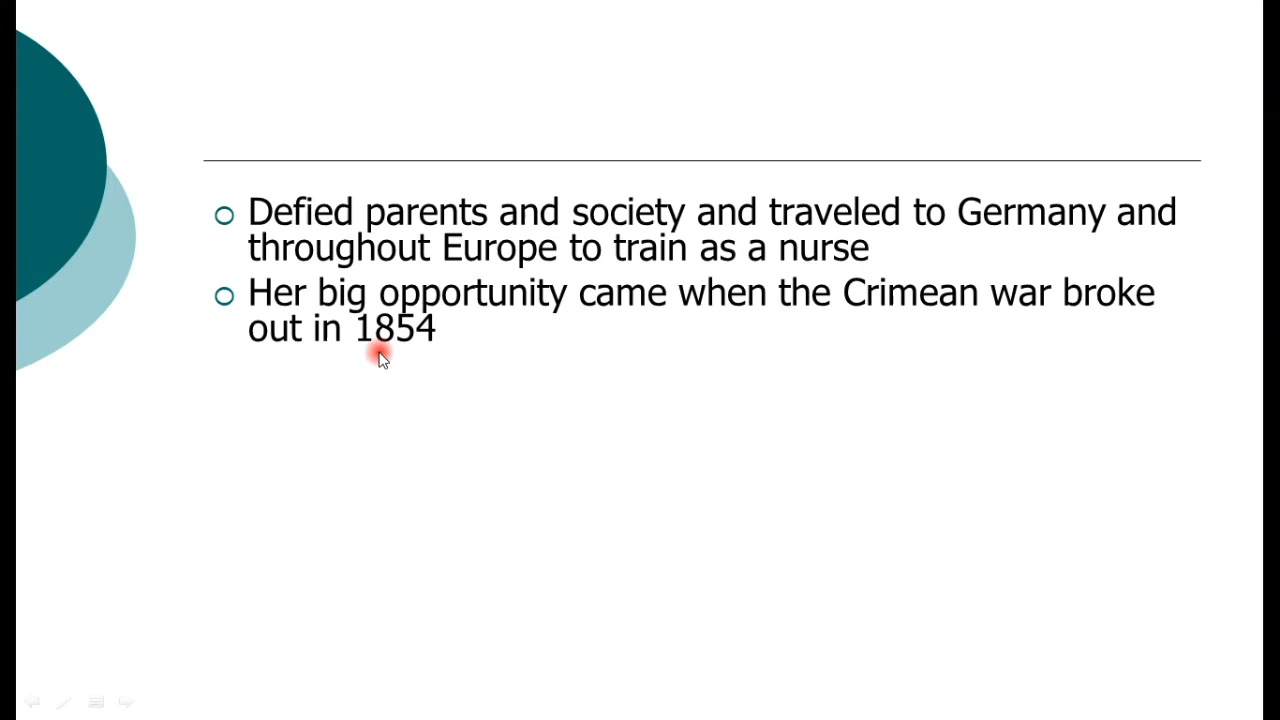 Defied parents and society and traveled to Germany and
throughout Europe to train as a nurse
Her big opportunity came when the Crimean war broke
out in 1854